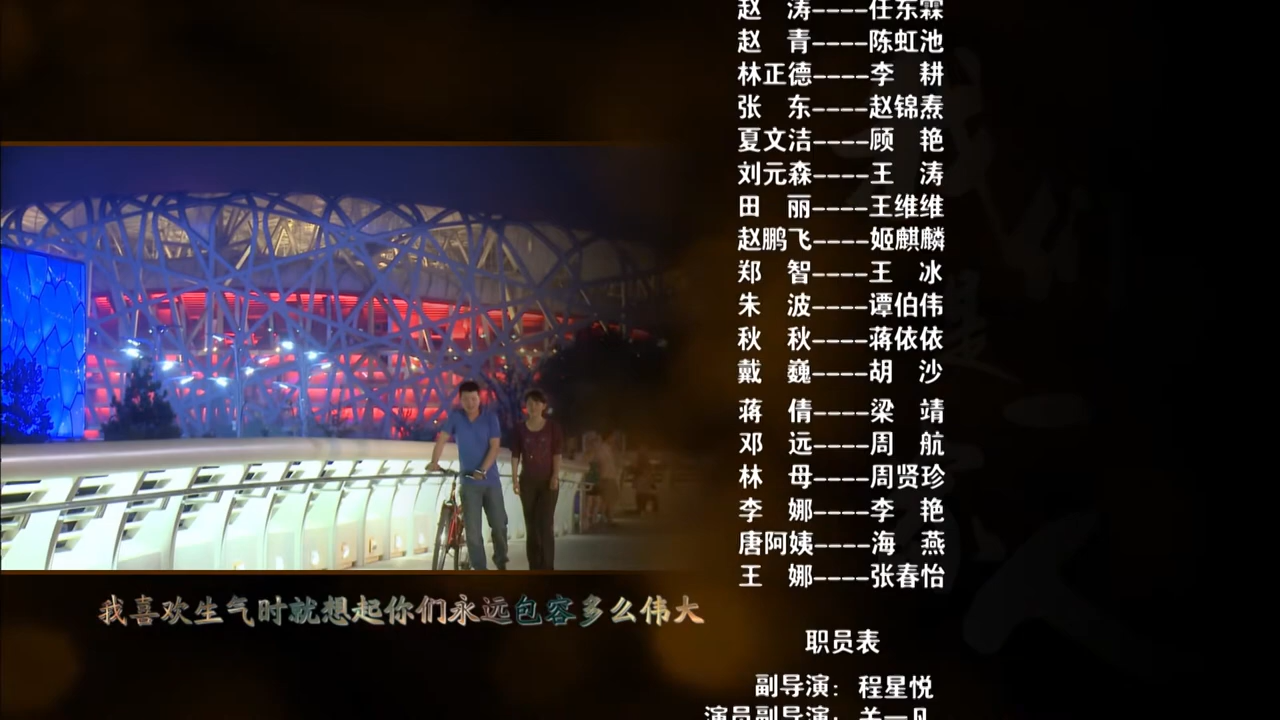 赵　涛----任东霖
赵　青----陈虹池
林正德----李　耕
张　东----赵锦焘
夏文洁----顾　艳
刘元森----王　涛
田　丽----王维维
赵鹏飞----姬麒麟
郑　智----王　冰
朱　波----谭伯伟
秋　秋----蒋依依
戴　巍----胡　沙
蒋　倩----梁　靖
邓　远----周　航
林　母----周贤珍
李　娜----李　艳
唐阿姨----海　燕
王　娜----张春怡
我喜欢生气时就想起你们永远包容多么伟大
职员表
副导演：程星悦
演员副导演：